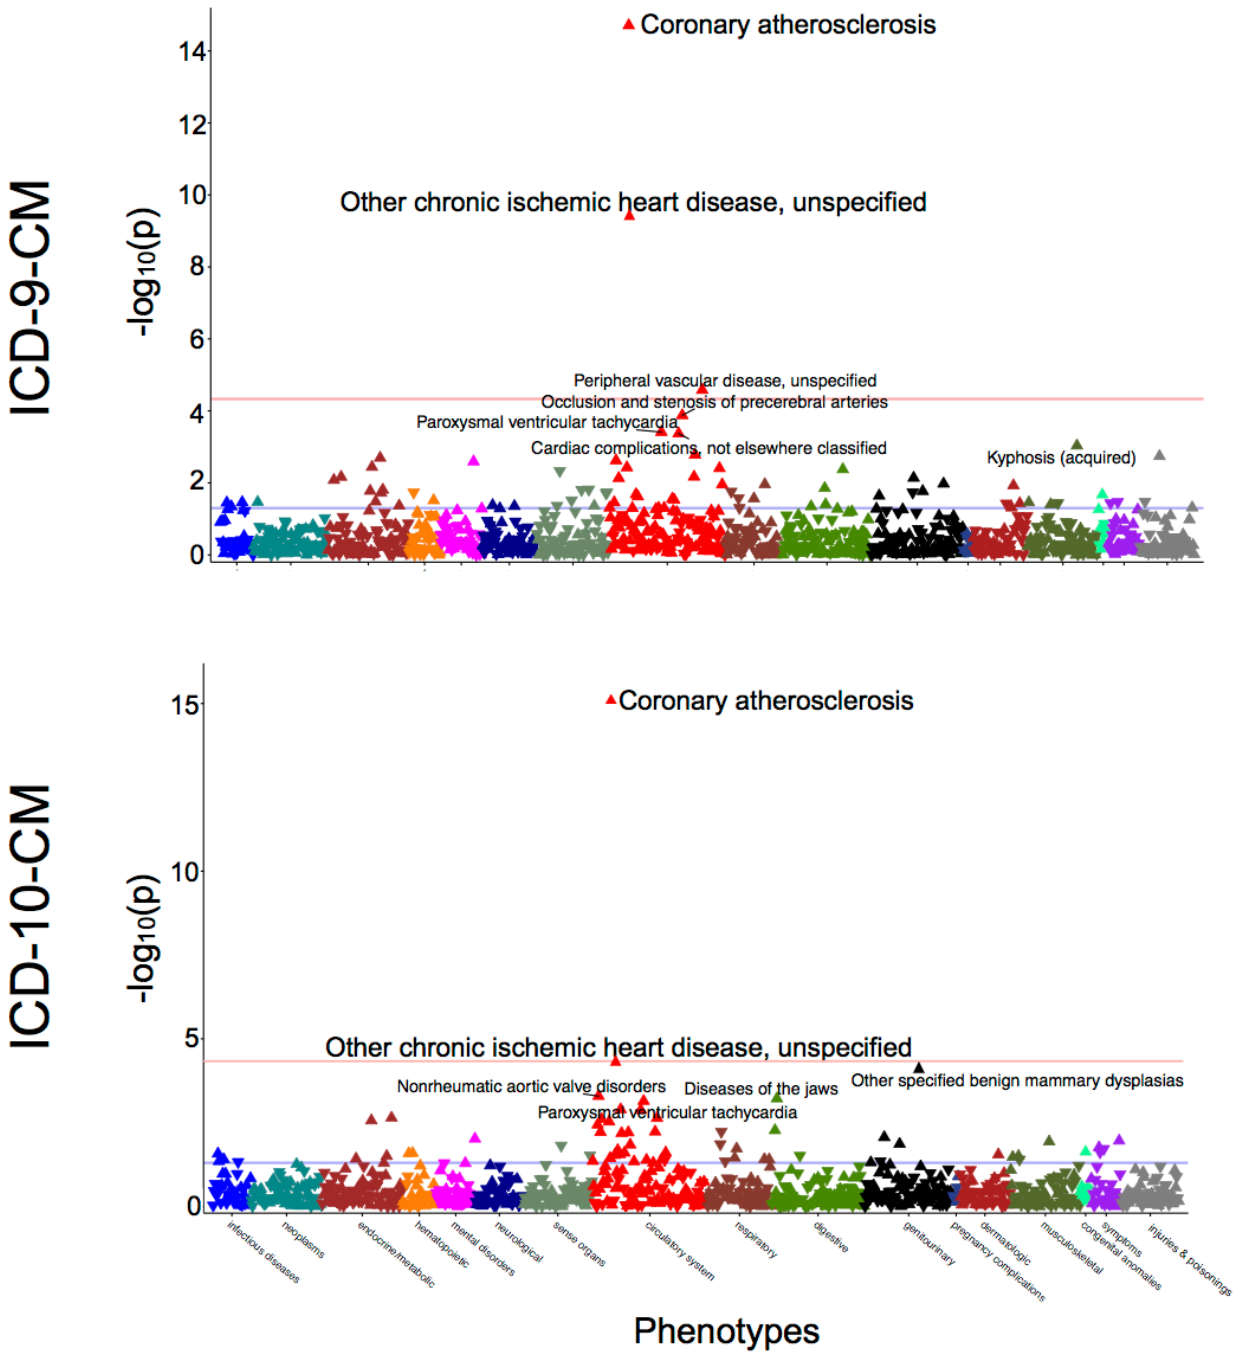 ICD-9-CM
-log10(p)
14
12
10
8
6
4
2
0
Coronary atherosclerosis
Other chronic ischemic heart disease, unspecified
Peripheral vascular disease, unspecified
Occlusion and stenosis of precerebral arteries
Paroxysmal ventricular tachycardia
Cardiac complications, not elsewhere classified
Kyphosis (acquired)
ICD-10-CM
-log10(p)
15
10
5
0
Coronary atherosclerosis
Other chronic ischemic heart disease, unspecified
Nonrheumatic aortic valve disorders
Diseases of the jaws
Other specified benign mammary dysplasias
Paroxysmal ventricular tachycardia
infectious diseases
neoplasms
endocrine/metabolic
hematopoietic
mental disorders
neurological
sense organs
circulatory system
respiratory
digestive
genitourinary
pregnancy complications
dermatologic
musculoskeletal
congenital anomalies
symptoms
injuries & poisonings
Phenotypes